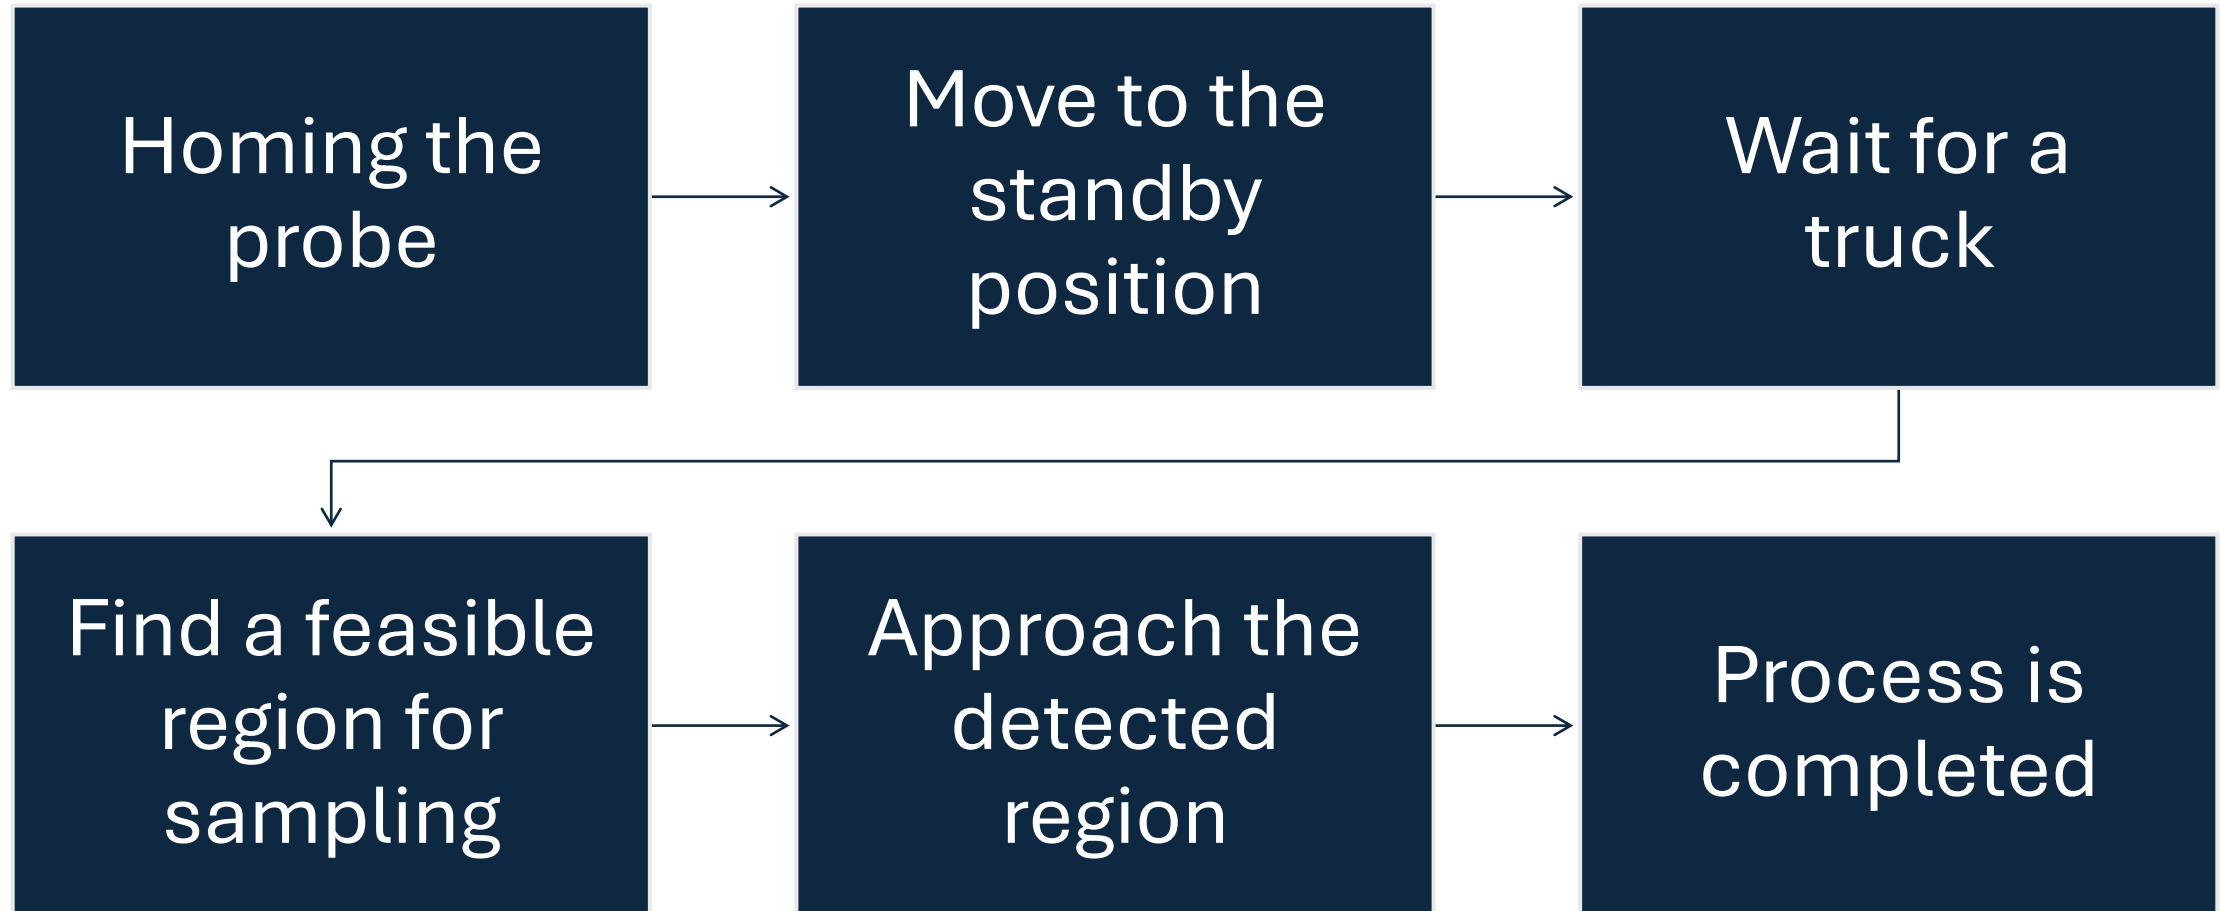 Homing the
probe
Move to the
standby
position
Wait for a
truck
Find a feasible
region for
sampling
Approach the
detected
region
Process is
completed